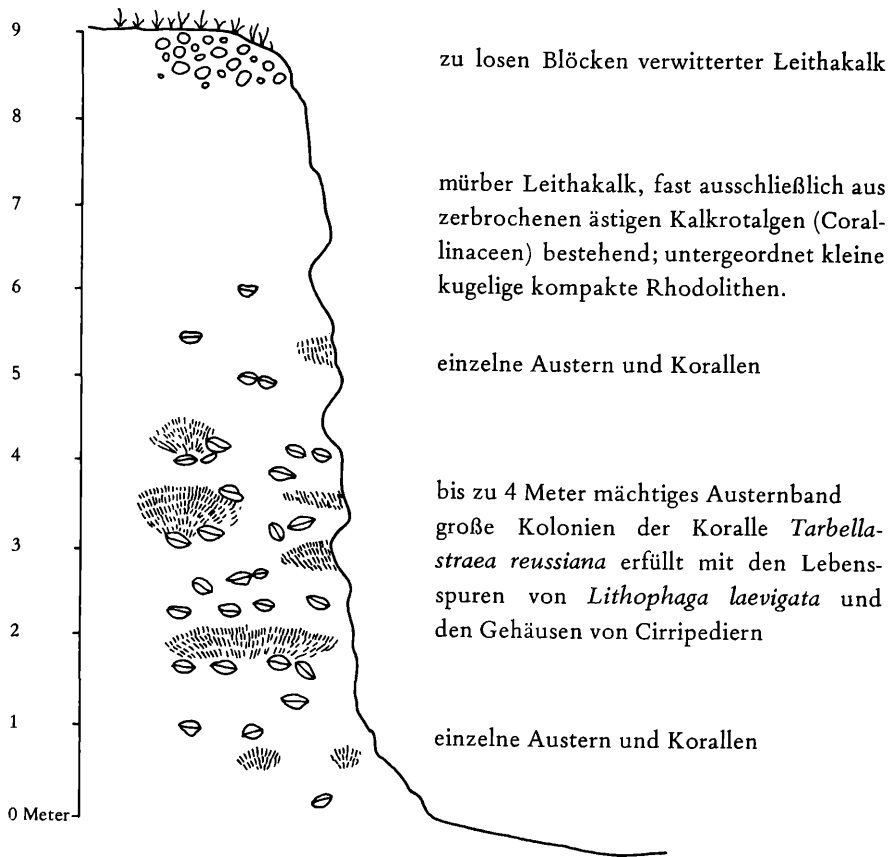 9
zu losen Blöcken verwitterter Leithakalk
8
mürber Leithakalk, fast ausschließlich aus
7
zerbrochenen ästigen Kalkrotalgen (Coral-
linaceen) bestehend; untergeordnet kleine
6
kugelige kompakte Rhodolithen.
5
einzelne Austern und Korallen
4
bis zu 4 Meter mächtiges Austernband
große Kolonien der Koralle Tarbella-
3
straea reussiana erfüllt mit den Lebens-
spuren von Lithophaga laevigata und
2
den Gehäusen von Cirripediern
1
einzelne Austern und Korallen
0 Meter